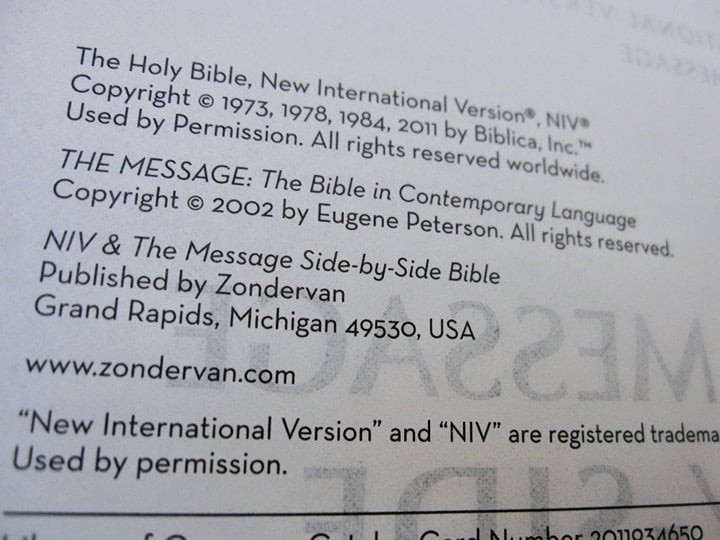 The Holy Bible, New International Version®, NIV®
Copyright © 1973, 1978, 1984, 2011 by Biblica, Inc.™
Used by Permission. All rights reserved worldwide.
THE MESSAGE: The Bible in Contemporary Language
Copyright © 2002 by Eugene Peterson. All rights reserved.
NIV & The Message Side-by-Side Bible
Published by Zondervan
Grand Rapids, Michigan 49530, USA
www.zondervan.com
“New International Version” and “NIV” are registered tradema
Used by permission.
Card Number 2011934650